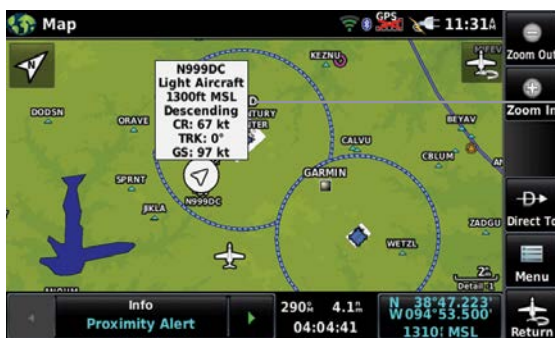 Map
GPS
11:31A
Zoom Out
Zoom In
Direct To
Menu
Return
N999DC
Light Aircraft
1300ft MSL
Descending
CR: 67 kt
TRK: 0°
GS: 97 kt
N
KEZNU
DODSN
ORAVE
BEYAV
CALVU
CBLUM
GARMIN
SPRNT
JIKLA
N999DC
ZADGU
WETZL
Detail -1
Info
Proximity Alert
290°
4.1
04:04:41
N 38°47.223'
W094°53.500'
1310 MSL